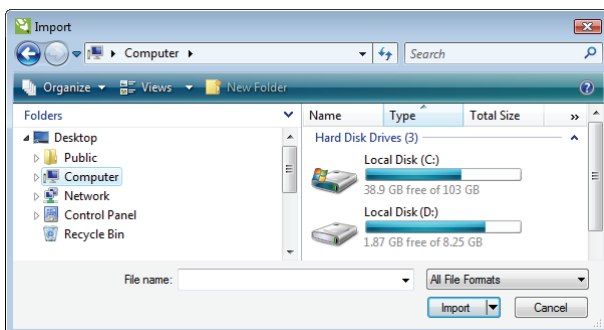 Import
Computer
Search
Organize Views New Folder
Folders
Name Type Total Size »
Desktop
Public
Computer
Network
Control Panel
Recycle Bin
Hard Disk Drives (3)
Local Disk (C:)
38.9 GB free of 103 GB
Local Disk (D:)
1.87 GB free of 8.25 GB
File name:
All File Formats
Import
Cancel